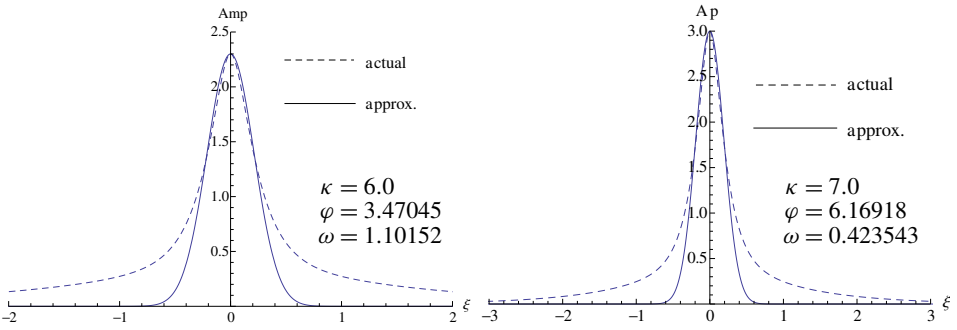 Amp
2.5
2.0
1.5
1.0
0.5
−2 −1 0 1 2 ξ
actual
approx.
κ = 6.0
φ = 3.47045
ω = 1.10152
A p
3.0
2.5
2.0
1.5
1.0
0.5
−3 −2 −1 0 1 2 3 ξ
actual
approx.
κ = 7.0
φ = 6.16918
ω = 0.423543